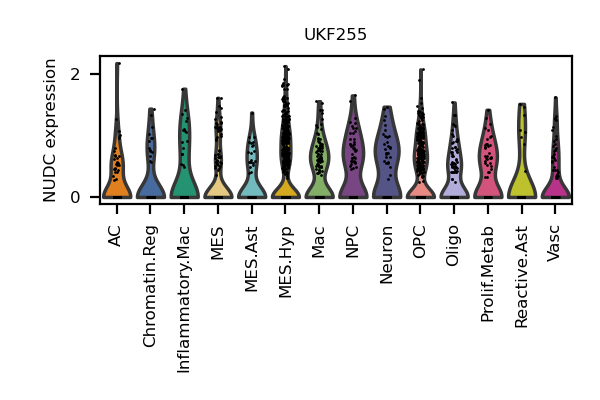 UKF255
NUDC expression
2
0
AC
Chromatin.Reg
Inflammatory.Mac
MES
MES.Ast
MES.Hyp
Mac
NPC
Neuron
OPC
Oligo
Prolif.Metab
Reactive.Ast
Vasc